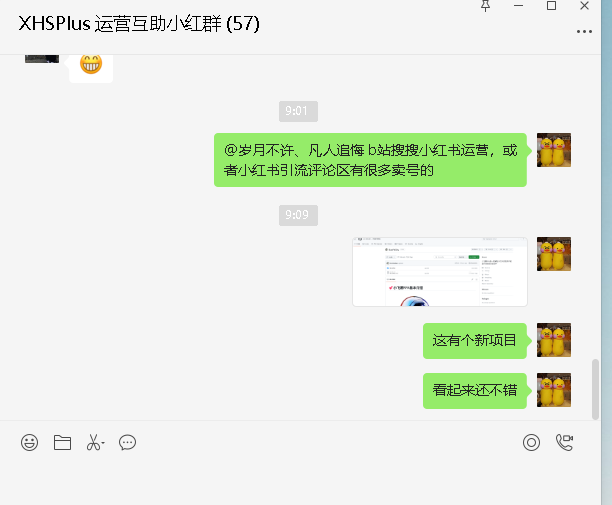 XHSPlus 运营互助小红群 (57)
9:01
@岁月不许、凡人追悔 b站搜搜小红书运营，或
者小红书引流评论区有很多卖号的
9:09
这有个新项目
看起来还不错